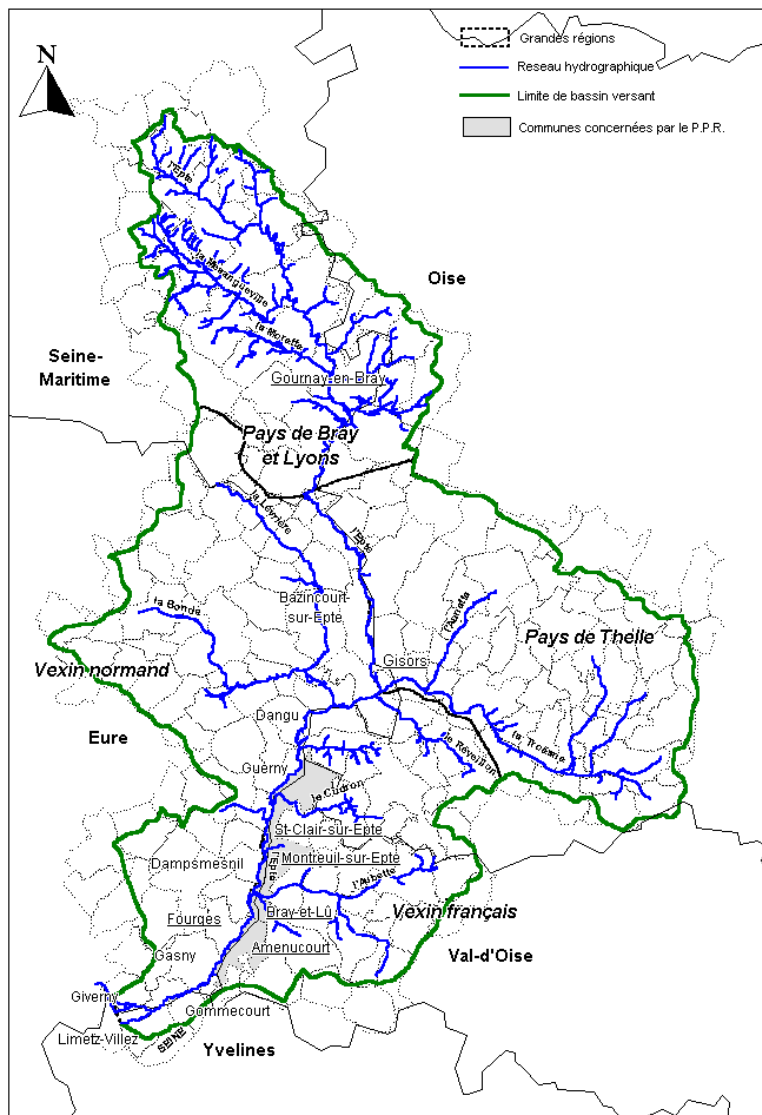 N
Grandes régions
Reseau hydrographique
Limite de bassin versant
Communes concernées par le P.P.R.
l'Epte
la Morette
Oise
Seine-
Maritime
Gournay-en-Bray
Pays de Bray
et Lyons
la Lévrière
l'Epte
la Bonde
Bazincourt
sur-Epte
l'Aunette
Pays de Thelle
Vexin normand
Gisors
Dangu
Eure
la Troësne
le Réveillon
Guerny
le Cudron
St-Clair-sur-Epte
l'Epte
Dampsmesnil
Montreuil-sur-Epte
l'Aubette
Fourges
Bray-et-Lû
Vexin français
Amenucourt
Gasny
Val-d'Oise
Giverny
Gommecourt
Limetz-Villez
SEINE
Yvelines